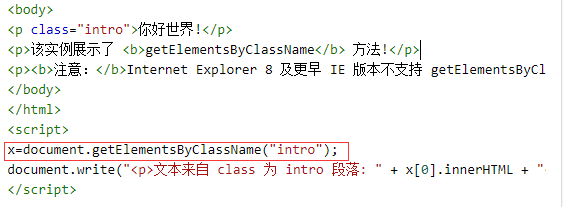 <body>
<p class="intro">你好世界!</p>
<p>该实例展示了 <b>getElementsByClassName</b> 方法!</p>
<p><b>注意：</b>Internet Explorer 8 及更早 IE 版本不支持 getElementsByCl
</body>
</html>
<script>
x=document.getElementsByClassName("intro");
document.write("<p>文本来自 class 为 intro 段落: " + x[0].innerHTML + "
</script>